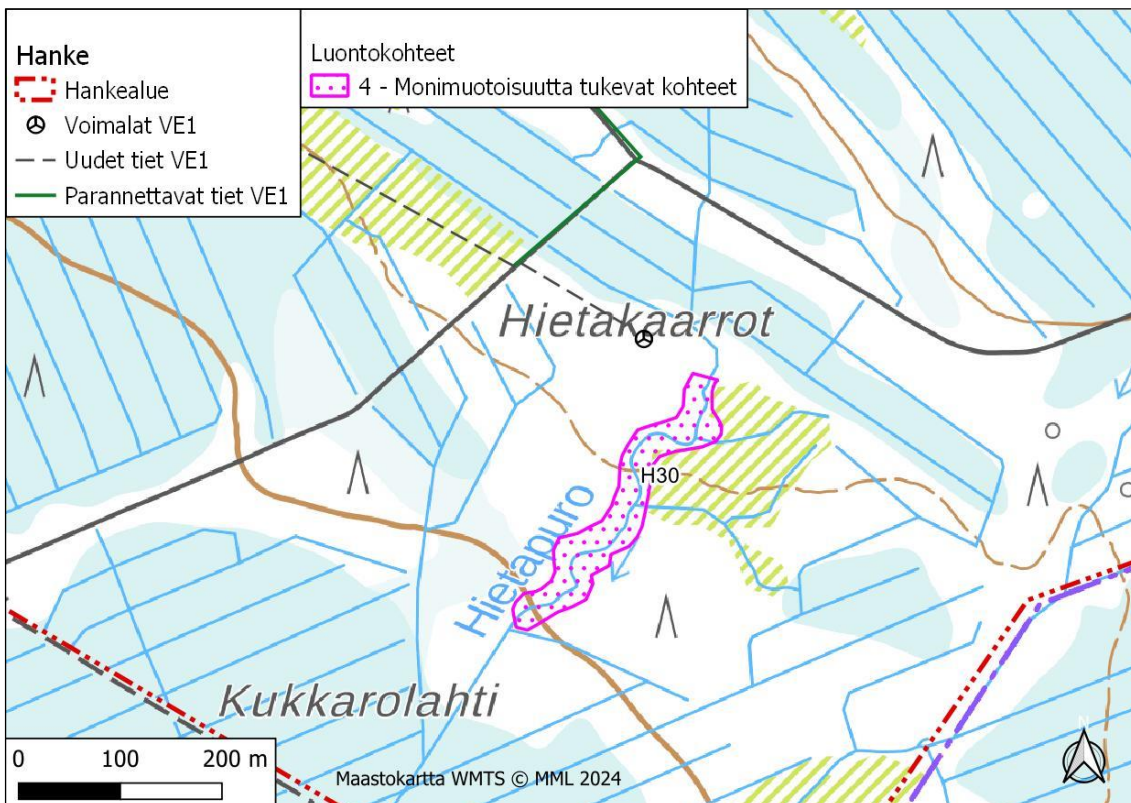 Hanke
Hankealue
Voimalat VE1
Uudet tiet VE1
Parannettavat tiet VE1
Luontokohteet
4 - Monimuotoisuutta tukevat kohteet
Hietakaarrot
H30
Hietapuro
Kukkarolahti
0 100 200 m
Maastokartta WMTS © MML 2024
N